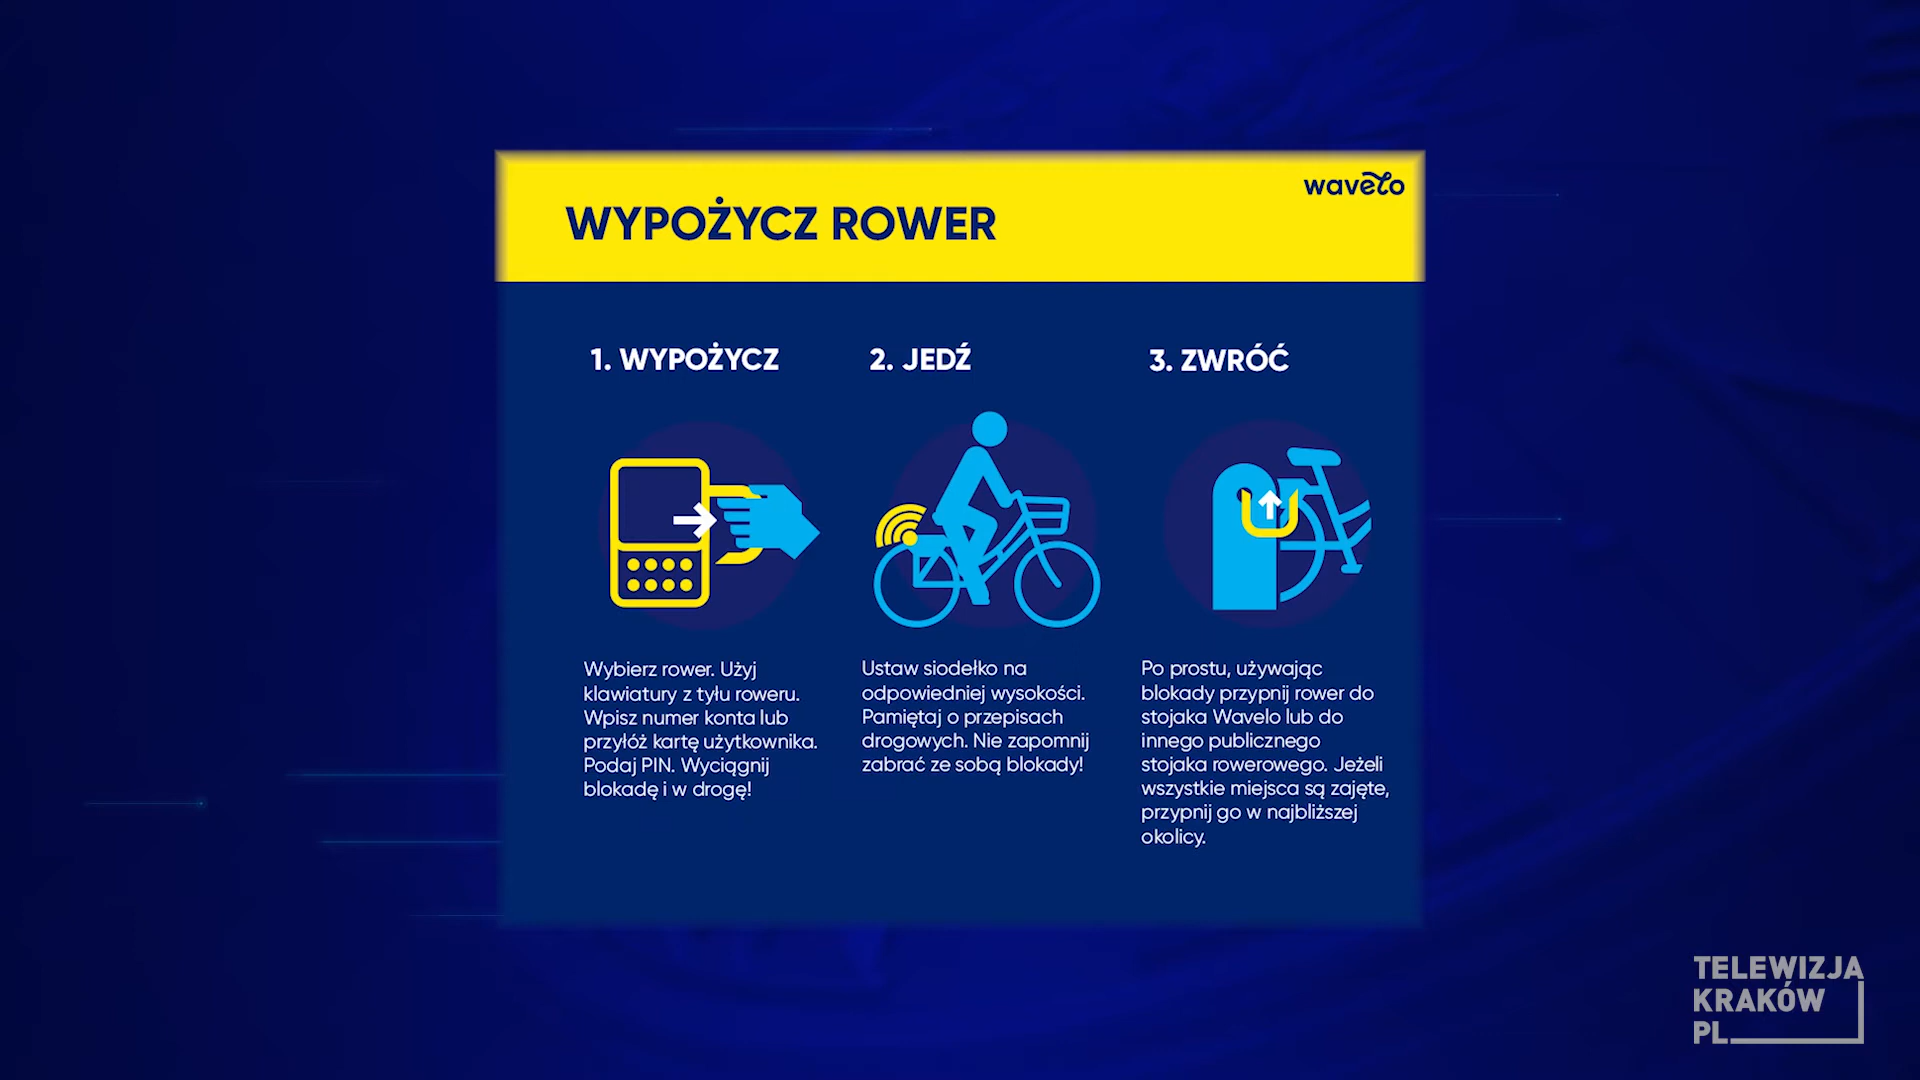 wavelo
WYPOŻYCZ ROWER
1. WYPOŻYCZ
Wybierz rower. Użyj
klawiatury z tyłu roweru.
Wpisz numer konta lub
przyłóż kartę użytkownika.
Podaj PIN. Wyciągnij
blokadę i w drogę!
2. JEDŹ
Ustaw siodełko na
odpowiedniej wysokości.
Pamiętaj o przepisach
drogowych. Nie zapomnij
zabrać ze sobą blokady!
3. ZWRÓĆ
Po prostu, używając
blokady przypnij rower do
stojaka Wavelo lub do
innego publicznego
stojaka rowerowego. Jeżeli
wszystkie miejsca są zajęte,
przypnij go w najbliższej
okolicy.
TELEWIZJA
KRAKÓW
PL